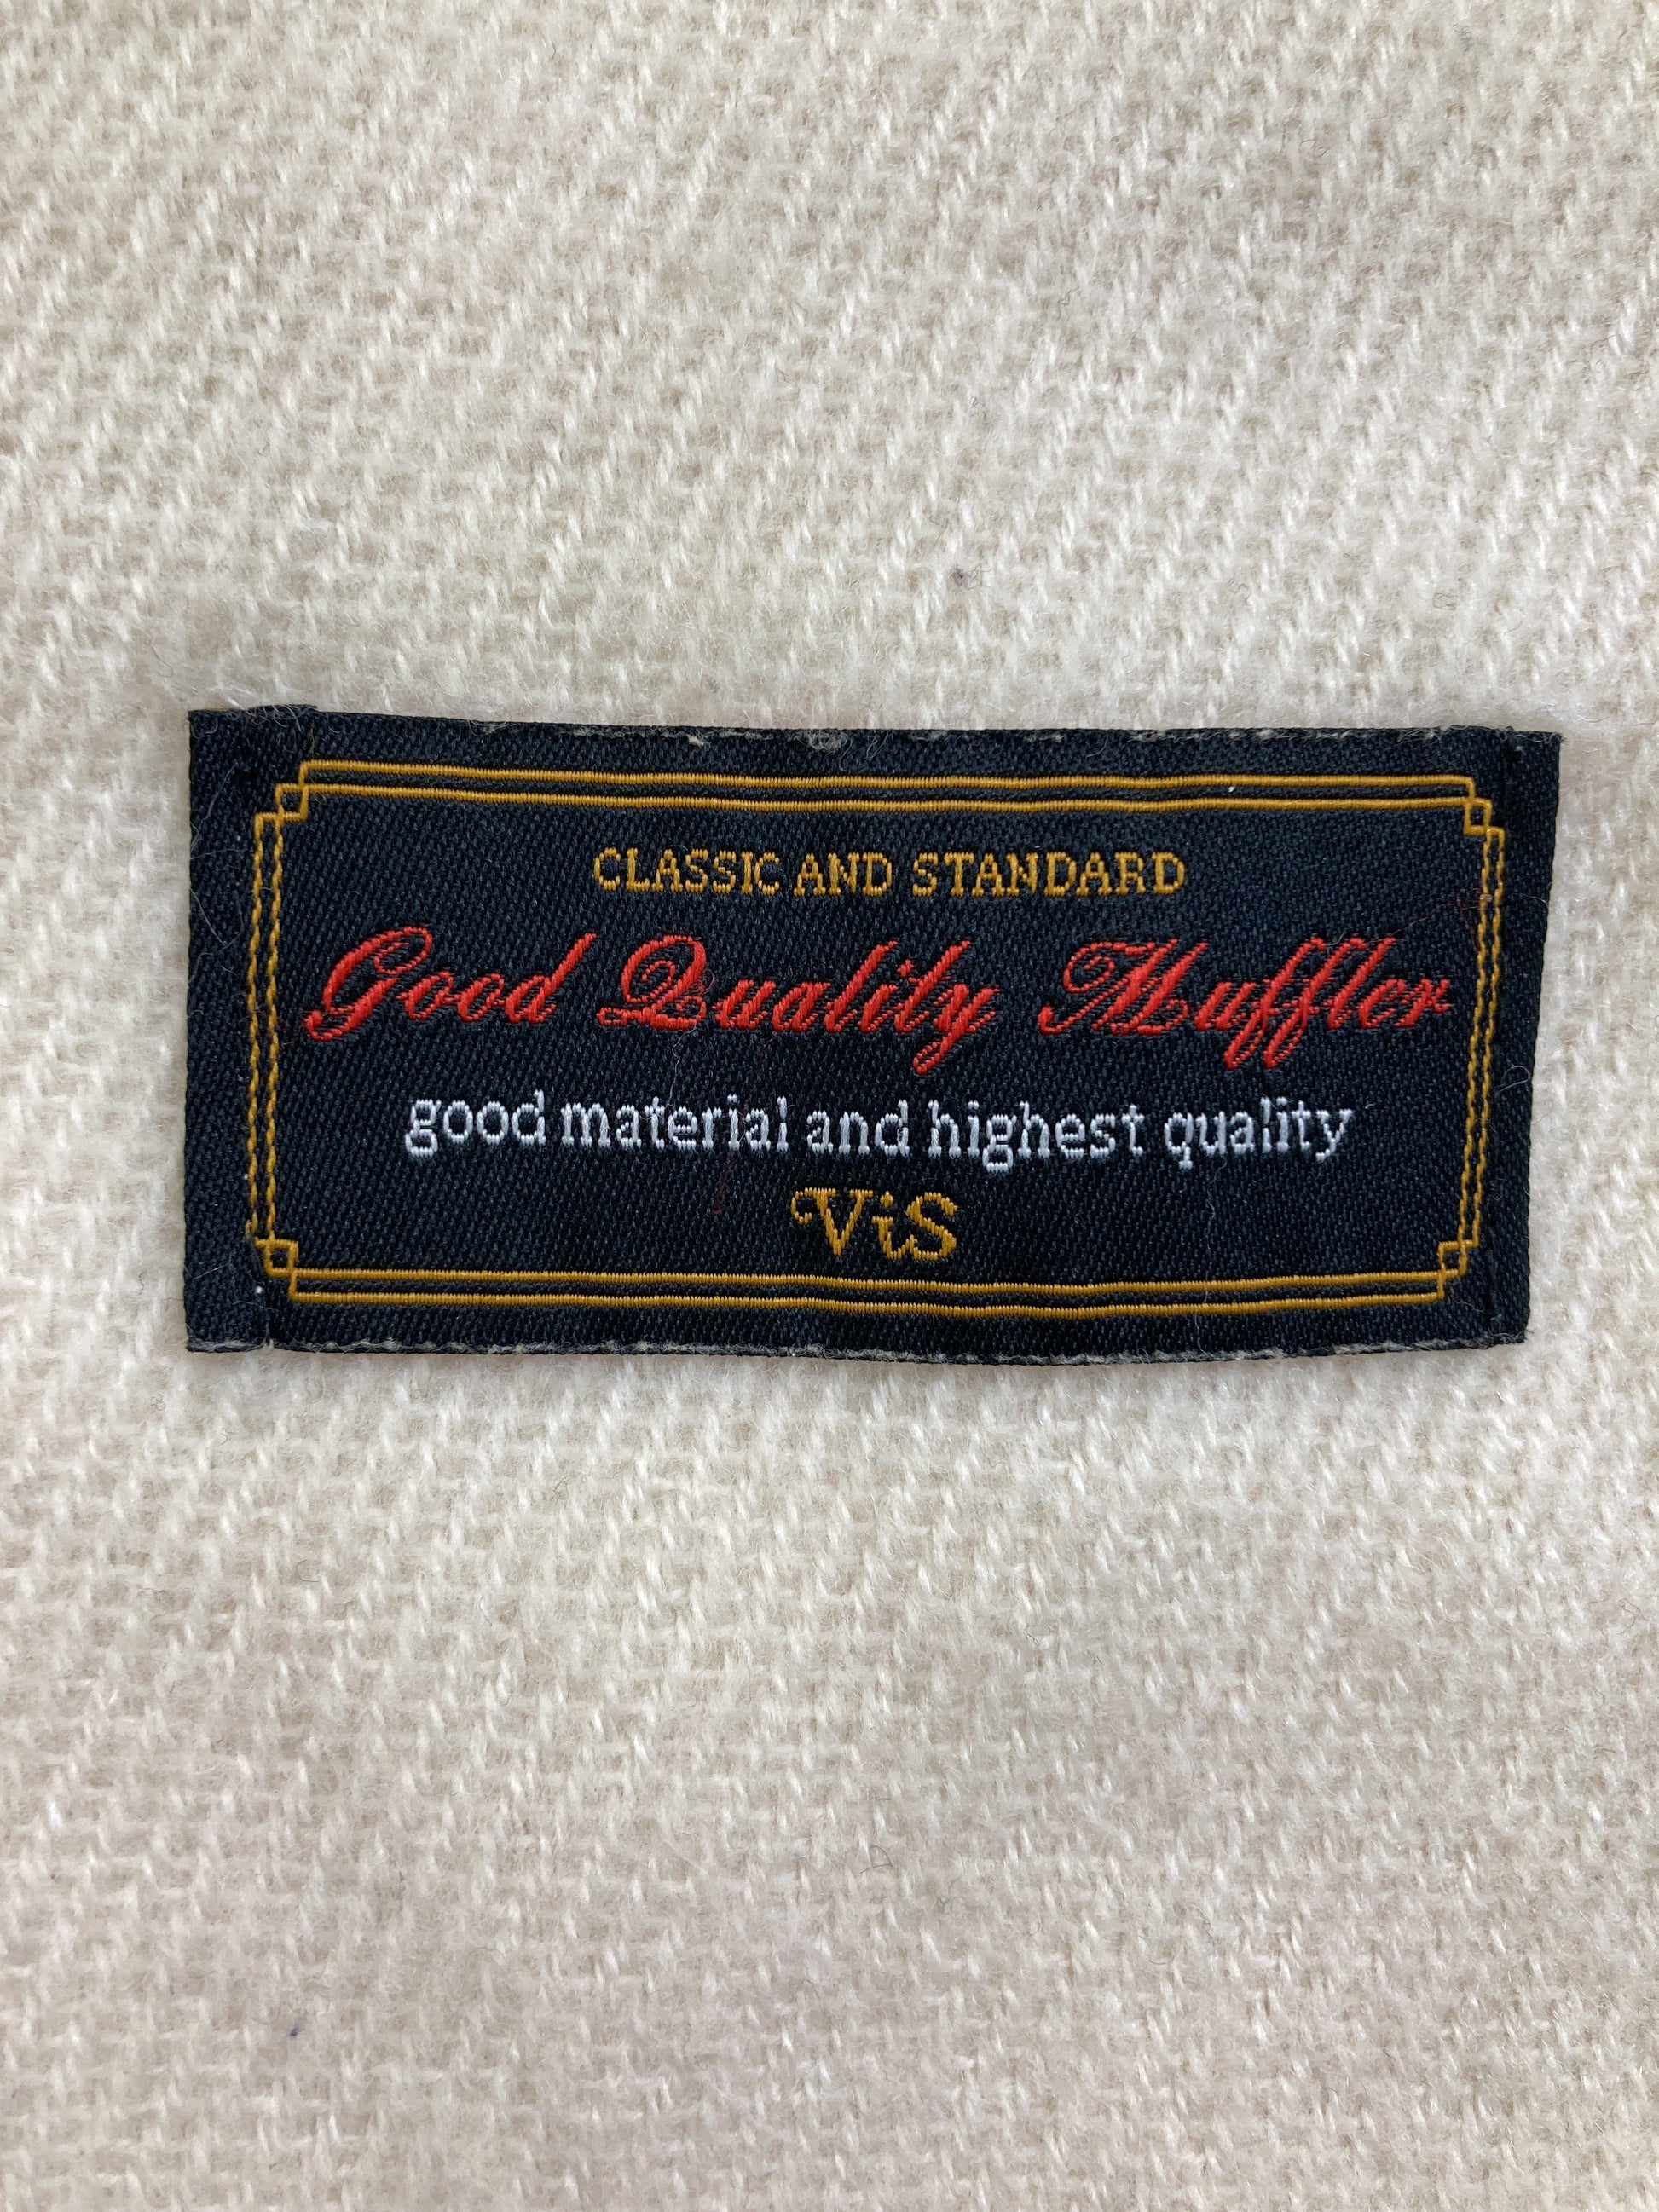 CLASSIC AND STANDARD
Good Quality Muffler
good material and highest quality
ViS